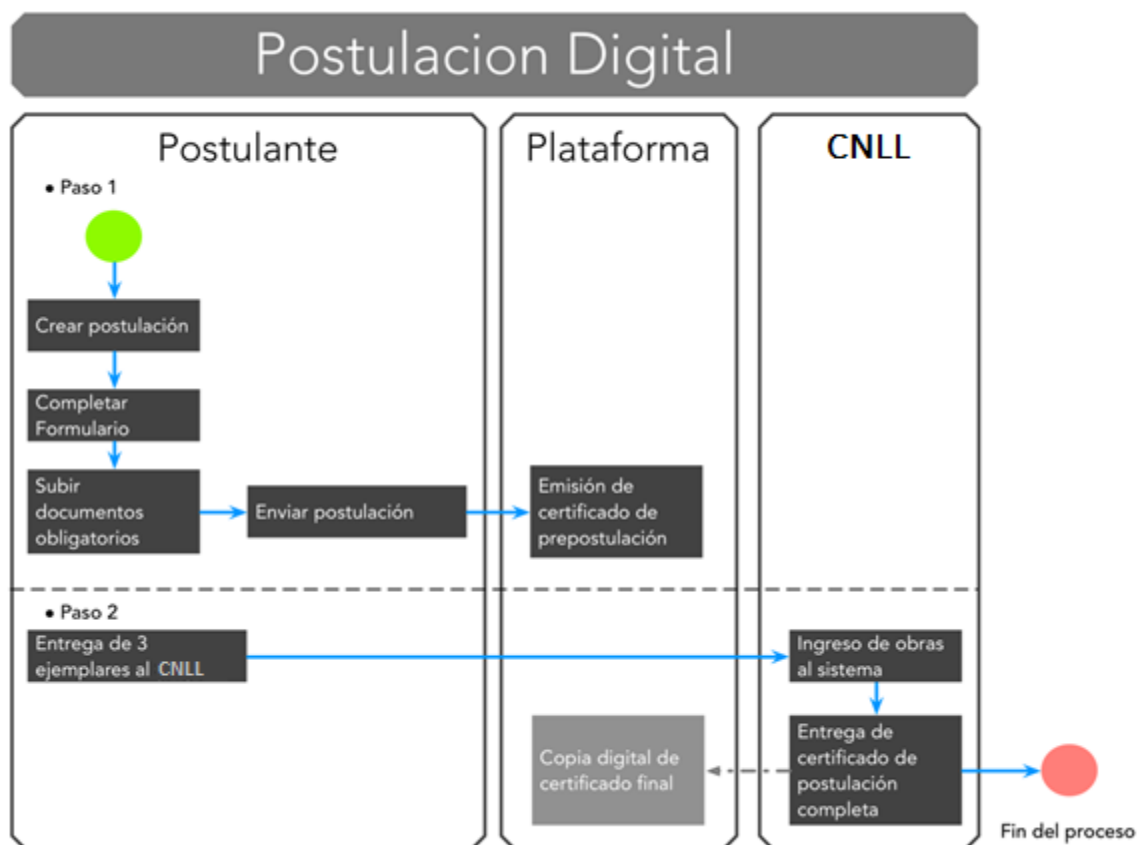 Postulacion Digital
Postulante
Plataforma
CNLL
• Paso 1
Crear postulación
Completar
Formulario
Subir
documentos
obligatorios
Enviar postulación
Emisión de
certificado de
prepostulación
• Paso 2
Entrega de 3
ejemplares al CNLL
Ingreso de obras
al sistema
Copia digital de
certificado final
Entrega de
certificado de
postulación
completa
Fin del proceso